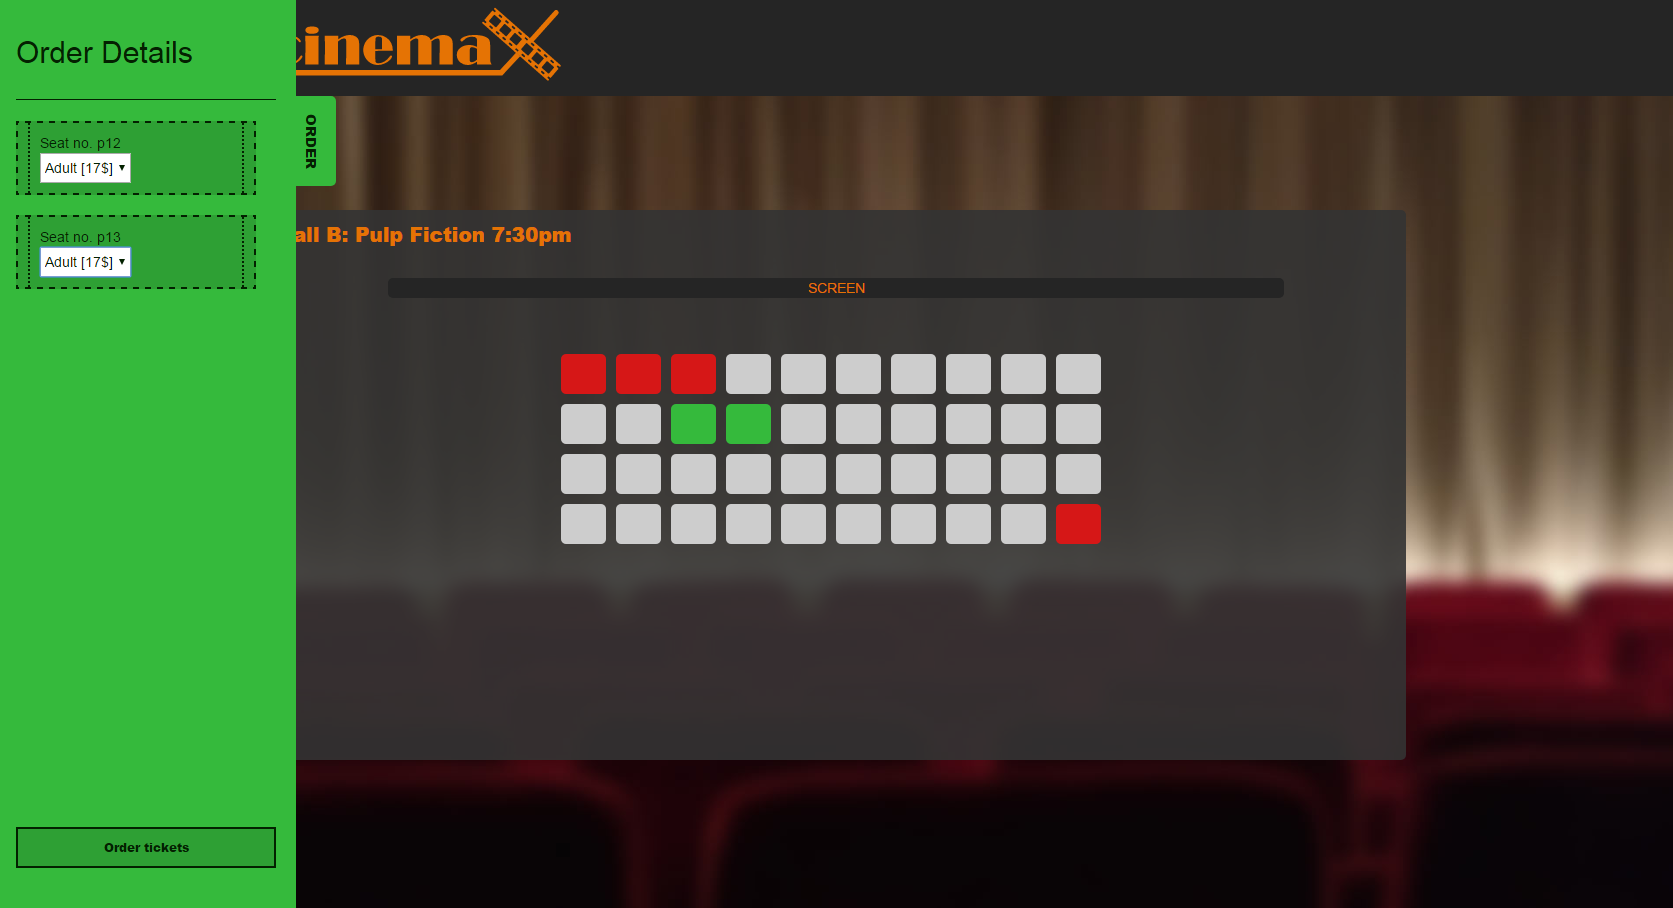 Order Details
Seat no. p12
Adult [17$]
Seat no. p13
Adult [17$]
Order tickets
cinema
ORDER
all B: Pulp Fiction 7:30pm
SCREEN